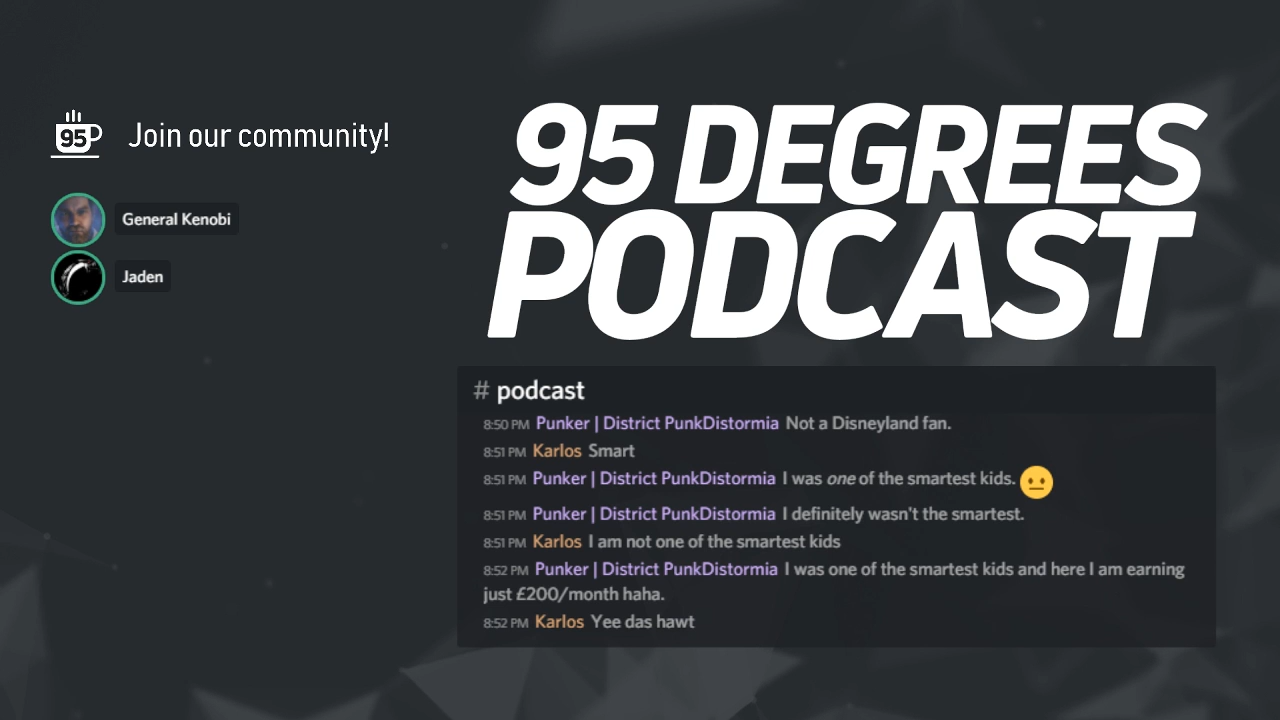 95 Join our community!
General Kenobi
Jaden
95 DEGREES
PODCAST
# podcast
8:50 PM Punker | District PunkDistormia Not a Disneyland fan.
8:51 PM Karlos Smart
8:51 PM Punker | District PunkDistormia I was one of the smartest kids. 😐
8:51 PM Punker | District PunkDistormia I definitely wasn't the smartest.
8:51 PM Karlos I am not one of the smartest kids
8:52 PM Punker | District PunkDistormia I was one of the smartest kids and here I am earning
just £200/month haha.
8:52 PM Karlos Yee das hawt